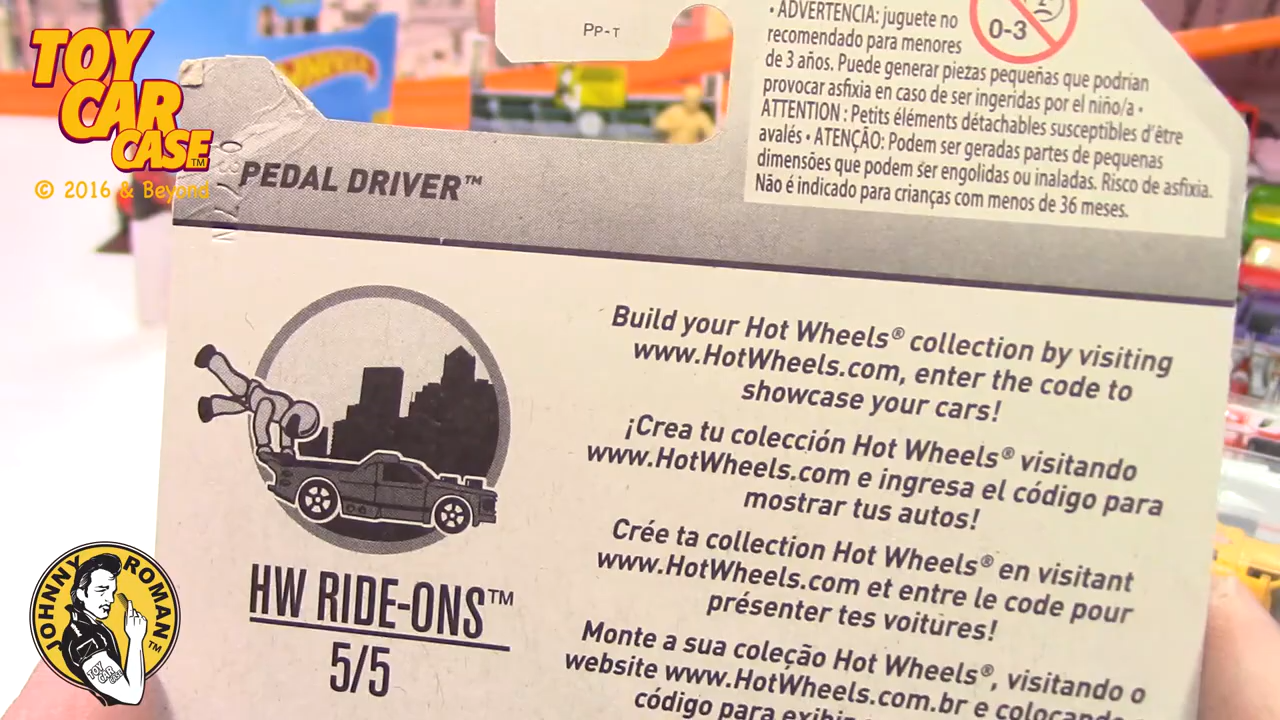 TOY
CAR
CASE™
© 2016 & Beyond
PP-T
• ADVERTENCIA: juguete no
recomendado para menores
de 3 años. Puede generar piezas pequeñas que podrian
provocar asfixia en caso de ser ingeridas por el niño/a •
ATTENTION : Petits éléments détachables susceptibles d'être
avalés • ATENÇÃO: Podem ser geradas partes de pequenas
dimensões que podem ser engolidas ou inaladas. Risco de asfixia.
Não é indicado para crianças com menos de 36 meses.
0-3
PEDAL DRIVER™
HW RIDE-ONS™
5/5
Build your Hot Wheels® collection by visiting
www.HotWheels.com, enter the code to
showcase your cars!
¡Crea tu colección Hot Wheels® visitando
www.HotWheels.com e ingresa el código para
mostrar tus autos!
Crée ta collection Hot Wheels® en visitant
www.HotWheels.com et entre le code pour
présenter tes voitures!
Monte a sua coleção Hot Wheels®, visitando o
website www.HotWheels.com.br e colocando
código para exibir
JOHNNY ROMAN™
TOY
CAR
CASE